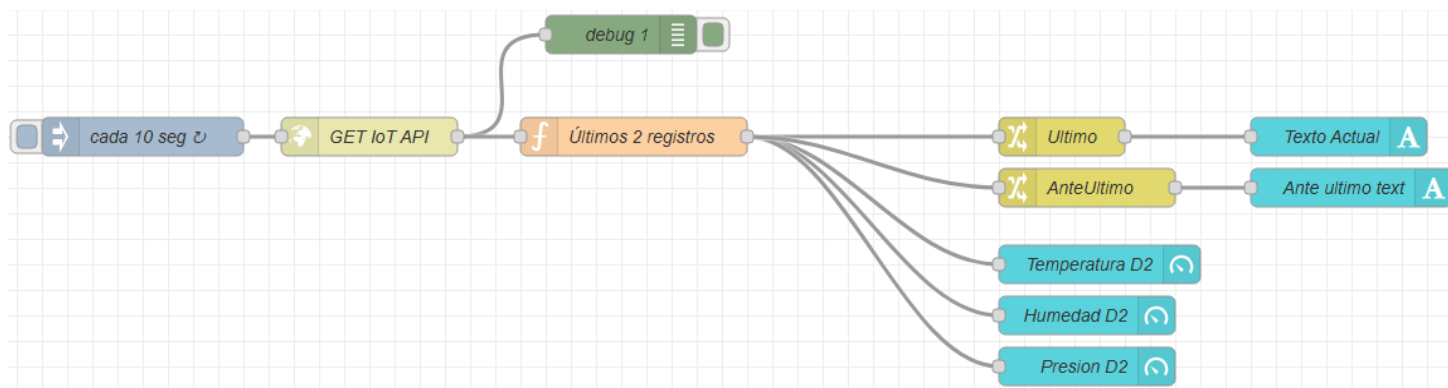 debug 1
cada 10 seg ↻
GET IoT API
Últimos 2 registros
Ultimo
Texto Actual
AnteUltimo
Ante ultimo text
Temperatura D2
Humedad D2
Presion D2